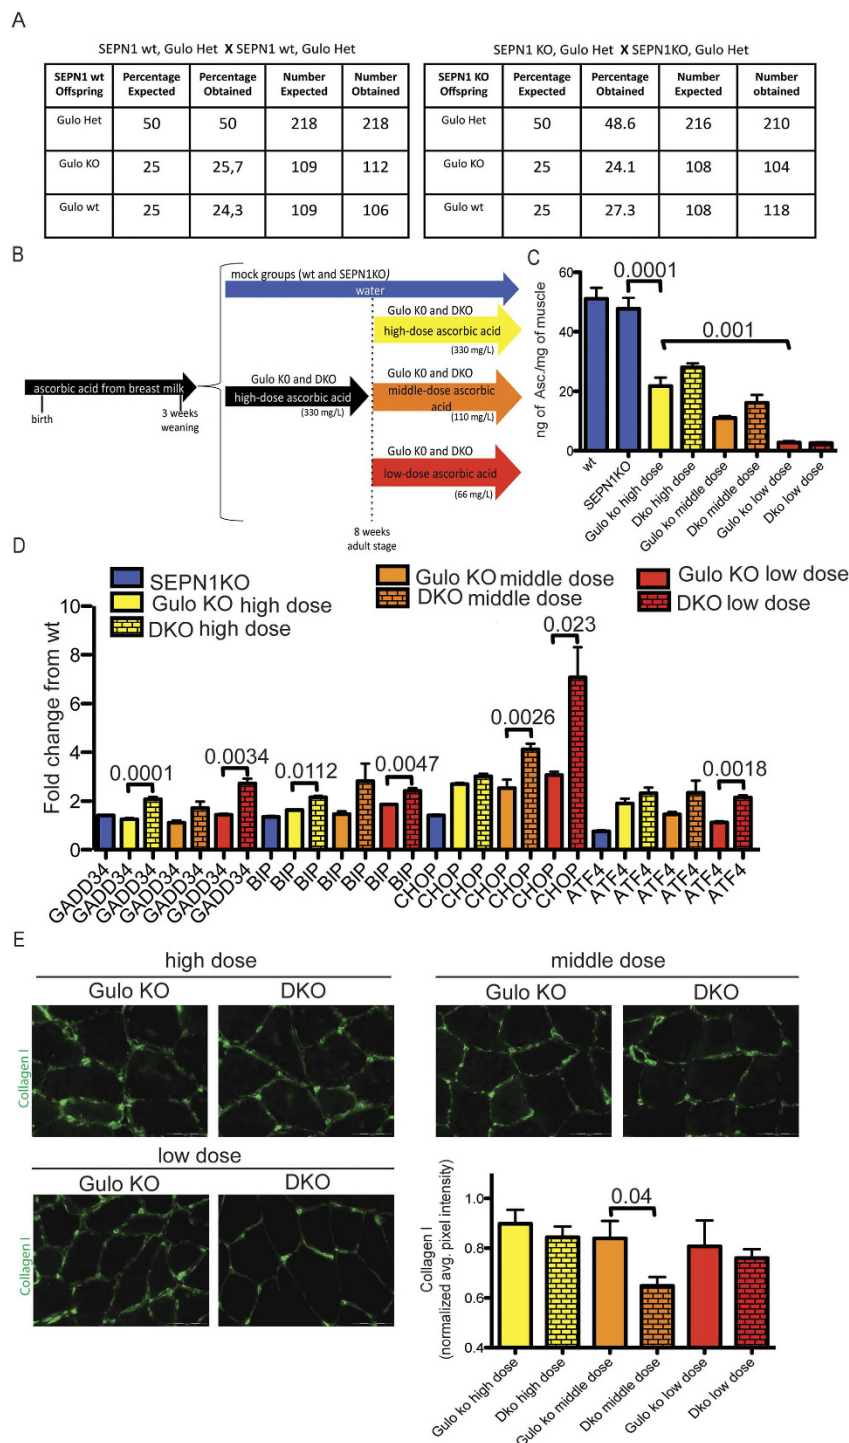 A
SEPN1 wt, Gulo Het X SEPN1 wt, Gulo Het
SEPN1 wt Offspring Percentage Expected Percentage Obtained Number Expected Number Obtained
Gulo Het 50 50 218 218
Gulo KO 25 25,7 109 112
Gulo wt 25 24,3 109 106
SEPN1 KO, Gulo Het X SEPN1KO, Gulo Het
SEPN1 KO Offspring Percentage Expected Percentage Obtained Number Expected Number obtained
Gulo Het 50 48.6 216 210
Gulo KO 25 24.1 108 104
Gulo wt 25 27.3 108 118
B
mock groups (wt and SEPN1KO)
water
Gulo K0 and DKO
high-dose ascorbic acid
(330 mg/L)
ascorbic acid from breast milk
birth
3 weeks
weaning
Gulo K0 and DKO
high-dose ascorbic acid
(330 mg/L)
Gulo K0 and DKO
middle-dose ascorbic
acid
(110 mg/L)
Gulo K0 and DKO
low-dose ascorbic acid
(66 mg/L)
8 weeks
adult stage
C
ng of Asc./mg of muscle
60
40
20
0
0.0001
0.001
wt
SEPN1KO
Gulo ko high dose
Dko high dose
Gulo ko middle dose
Dko middle dose
Gulo ko low dose
Dko low dose
D
SEPN1KO
Gulo KO high dose
DKO high dose
Gulo KO middle dose
DKO middle dose
Gulo KO low dose
DKO low dose
Fold change from wt
10
8
6
4
2
0
0.0001
0.0034
0.0112
0.0047
0.0026
0.023
0.0018
GADD34
GADD34
GADD34
GADD34
GADD34
GADD34
GADD34
BIP
BIP
BIP
BIP
BIP
BIP
BIP
CHOP
CHOP
CHOP
CHOP
CHOP
CHOP
CHOP
ATF4
ATF4
ATF4
ATF4
ATF4
ATF4
ATF4
E
high dose
Gulo KO DKO
Collagen I
middle dose
Gulo KO DKO
low dose
Gulo KO DKO
Collagen I
Collagen I
(normalized avg. pixel intensity)
1.0
0.8
0.6
0.4
0.04
Gulo ko high dose
Dko high dose
Gulo ko middle dose
Dko middle dose
Gulo ko low dose
Dko low dose